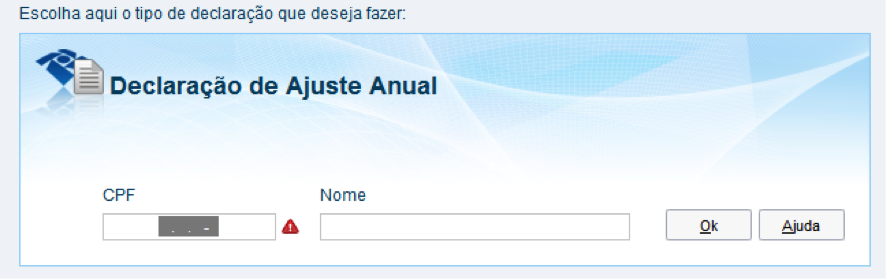 Escolha aqui o tipo de declaração que deseja fazer:
Declaração de Ajuste Anual
CPF Nome
. . - Ok Ajuda